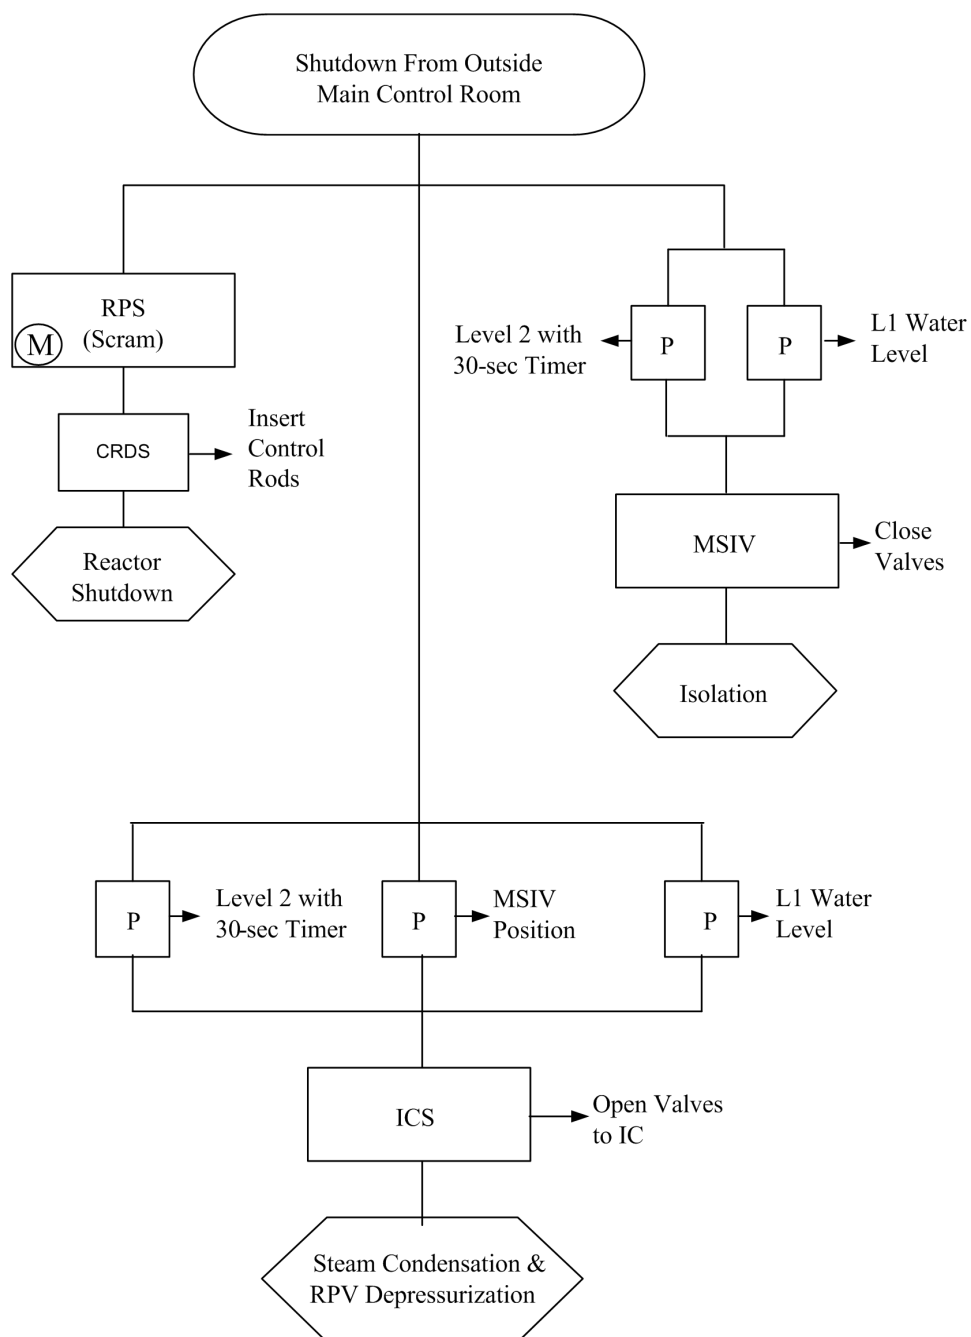 Shutdown From Outside
Main Control Room
RPS
(Scram)
M
CRDS
Insert
Control
Rods
Reactor
Shutdown
Level 2 with
30-sec Timer
P
P
L1 Water
Level
MSIV
Close
Valves
Isolation
P
Level 2 with
30-sec Timer
P
MSIV
Position
P
L1 Water
Level
ICS
Open Valves
to IC
Steam Condensation &
RPV Depressurization